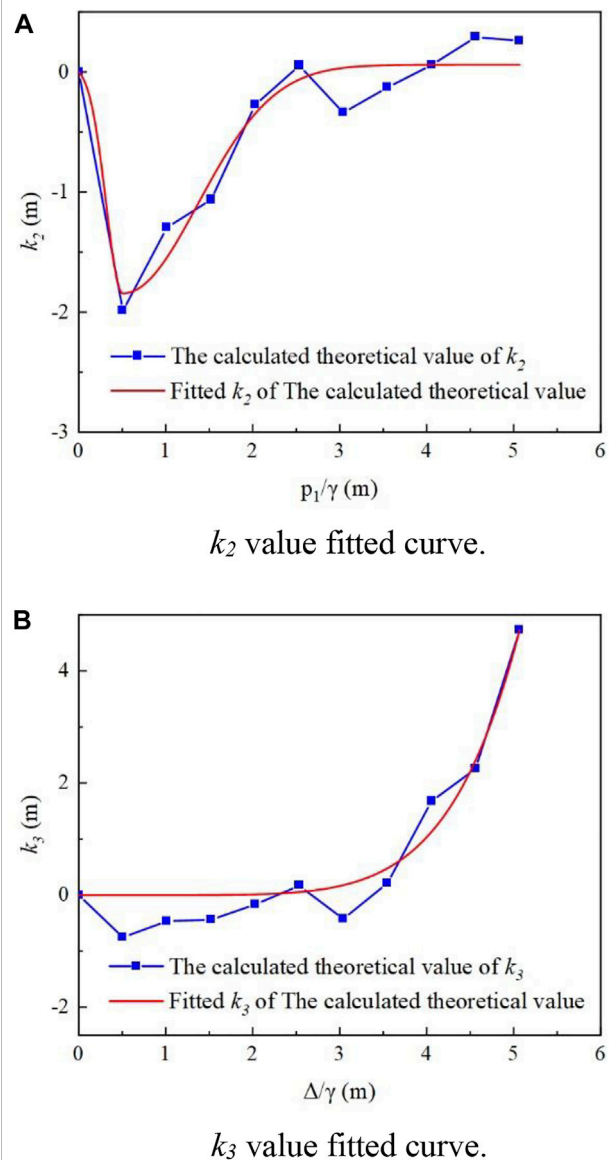 A
0
-1
-2
-3
k2 (m)
The calculated theoretical value of k2
Fitted k2 of The calculated theoretical value
0 1 2 3 4 5 6
p1/γ (m)
k2 value fitted curve.
B
4
2
0
-2
k3 (m)
The calculated theoretical value of k3
Fitted k3 of The calculated theoretical value
0 1 2 3 4 5 6
Δ/γ (m)
k3 value fitted curve.